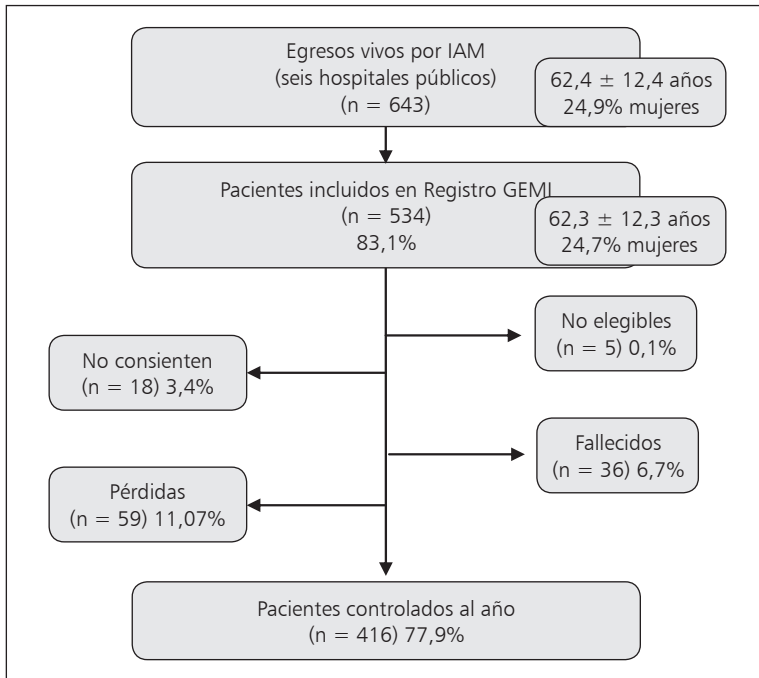 Egresos vivos por IAM
(seis hospitales públicos)
(n = 643)
62,4 ± 12,4 años
24,9% mujeres
Pacientes incluidos en Registro GEMI
(n = 534)
83,1%
62,3 ± 12,3 años
24,7% mujeres
No elegibles
(n = 5) 0,1%
No consienten
(n = 18) 3,4%
Fallecidos
(n = 36) 6,7%
Pérdidas
(n = 59) 11,07%
Pacientes controlados al año
(n = 416) 77,9%